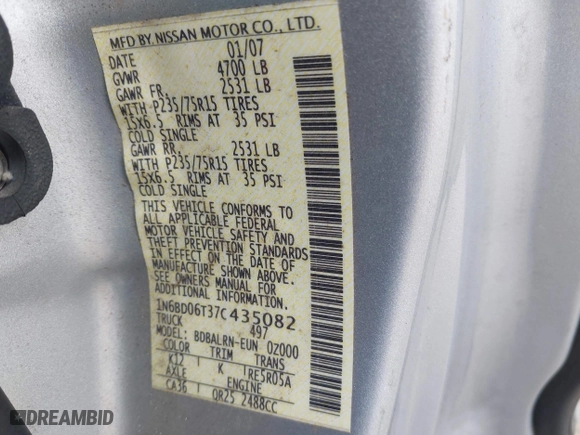 MFD BY NISSAN MOTOR CO., LTD.
DATE 01/07
GVWR 4700 LB
GAWR FR. 2531 LB
WITH P235/75R15 TIRES
15X6.5 RIMS AT 35 PSI
COLD SINGLE
GAWR RR. 2531 LB
WITH P235/75R15 TIRES
15X6.5 RIMS AT 35 PSI
COLD SINGLE
THIS VEHICLE CONFORMS TO
ALL APPLICABLE FEDERAL
MOTOR VEHICLE SAFETY AND
THEFT PREVENTION STANDARDS
IN EFFECT ON THE DATE OF
MANUFACTURE SHOWN ABOVE.
SEE OWNERS MANUAL FOR
ADDITIONAL INFORMATION.
1N6BD06T37C435082
TRUCK 497
MODEL: BDBALRN-EUN 0Z000
COLOR TRIM TRANS
K12 K RE5R05A
AXLE ENGINE
CA36 QR25 2488CC
DREAMBID